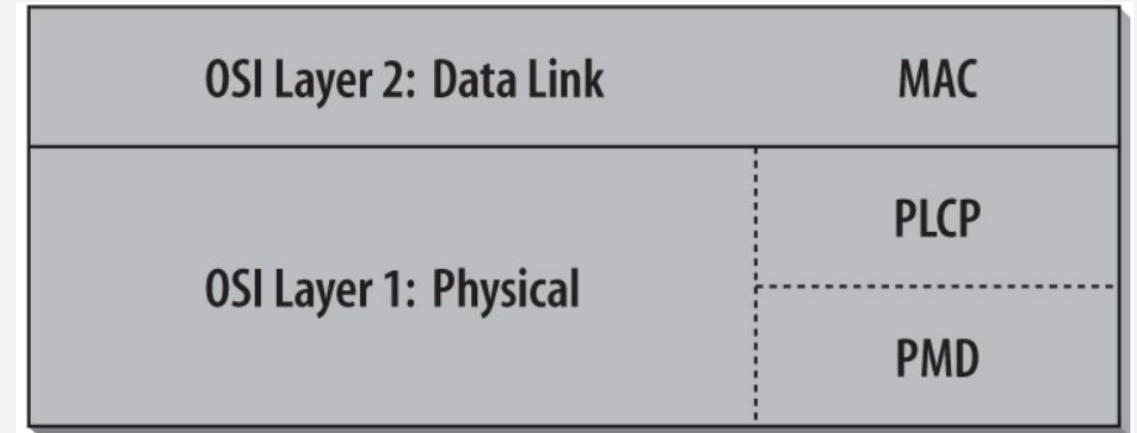 OSI Layer 2: Data Link MAC
PLCP
OSI Layer 1: Physical
PMD